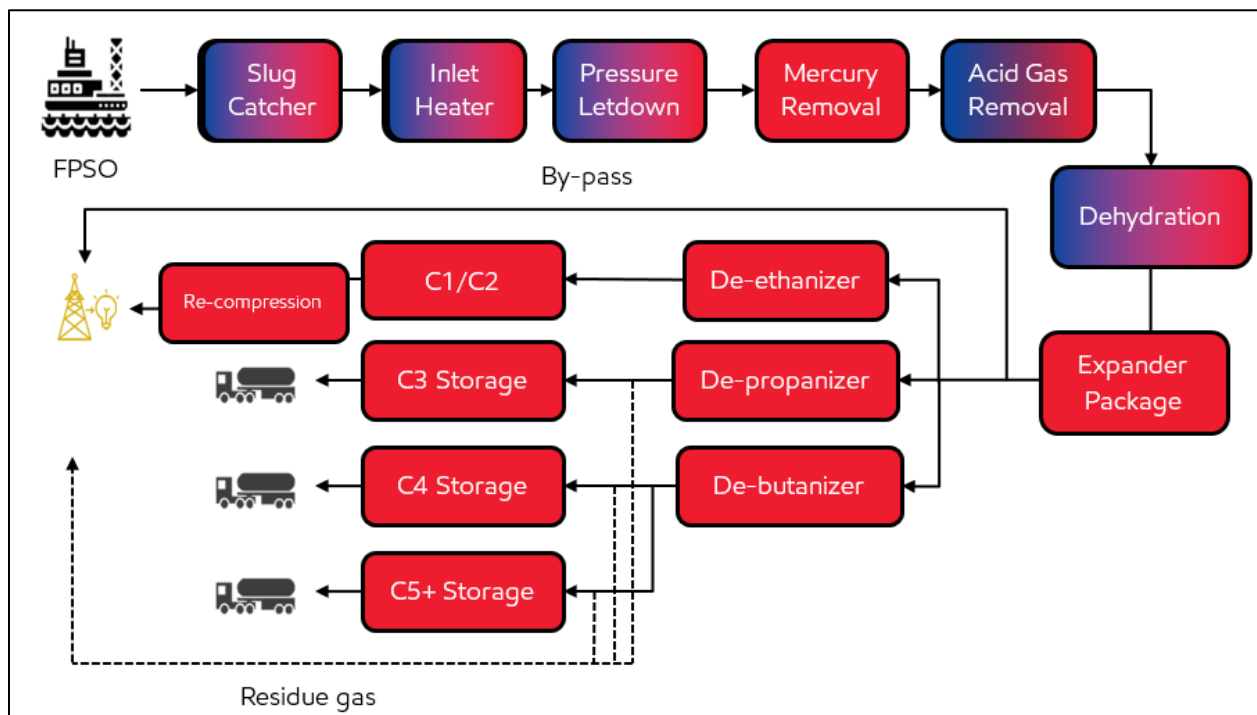 Slug
Catcher
Inlet
Heater
Pressure
Letdown
Mercury
Removal
Acid Gas
Removal
FPSO
By-pass
Dehydration
Re-compression
C1/C2
De-ethanizer
C3 Storage
De-propanizer
Expander
Package
C4 Storage
De-butanizer
C5+ Storage
Residue gas